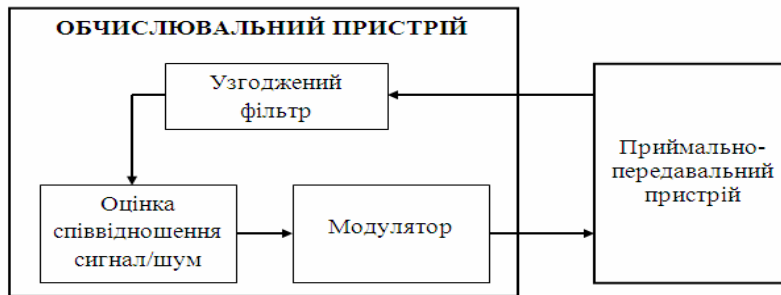 ОБЧИСЛЮВАЛЬНИЙ ПРИСТРІЙ
Узгоджений
фільтр
Оцінка
співвідношення
сигнал/шум
Модулятор
Приймально-
передавальний
пристрій